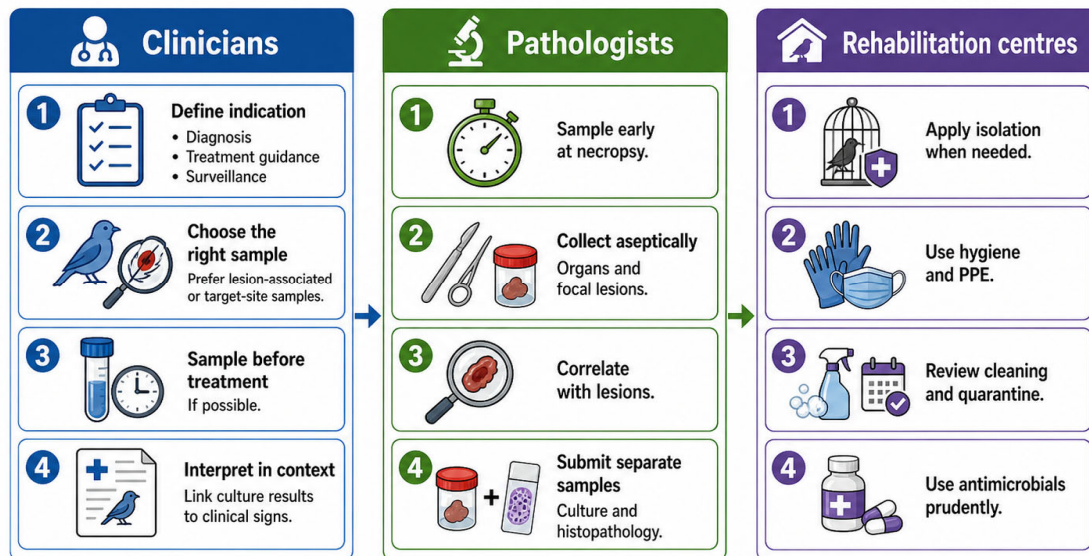 Clinicians
1
Define indication
• Diagnosis
• Treatment guidance
• Surveillance
2
Choose the
right sample
Prefer lesion-associated
or target-site samples.
3
Sample before
treatment
If possible.
4
Interpret in context
Link culture results
to clinical signs.
Pathologists
1
Sample early
at necropsy.
2
Collect aseptically
Organs and
focal lesions.
3
Correlate
with lesions.
4
Submit separate
samples
Culture and
histopathology.
Rehabilitation centres
1
Apply isolation
when needed.
2
Use hygiene
and PPE.
3
Review cleaning
and quarantine.
4
Use antimicrobials
prudently.